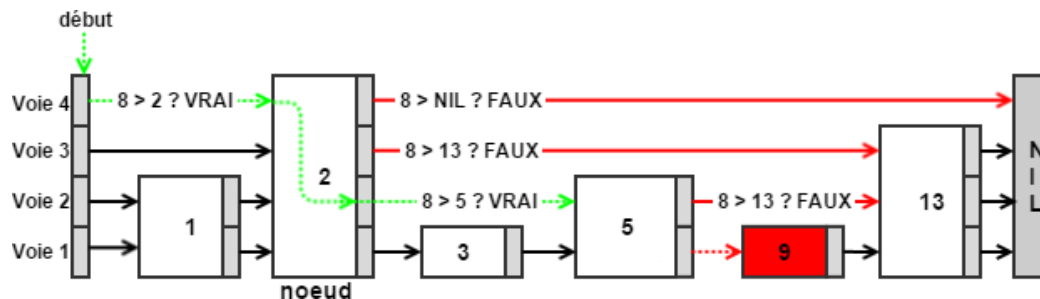 début
Voie 4
8 > 2 ? VRAI
8 > NIL ? FAUX
Voie 3
8 > 13 ? FAUX
2
Voie 2
8 > 5 ? VRAI
8 > 13 ? FAUX
1
5
13
NIL
Voie 1
3
9
noeud